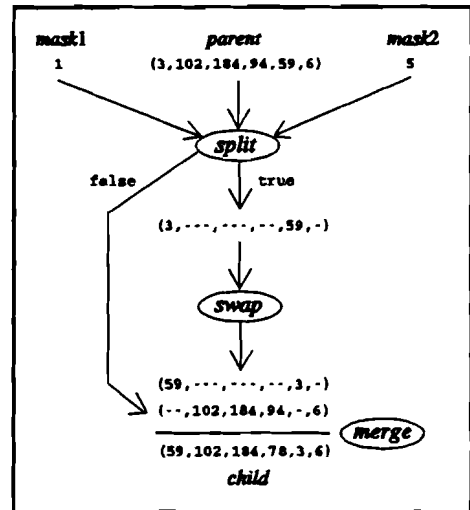 mask1 parent mask2
1 (3,102,184,94,59,6) 5
split
false true
(3,---,---,--,59,-)
swap
(59,---,---,--,3,-)
(--,102,184,94,-,6)
merge
(59,102,184,78,3,6)
child